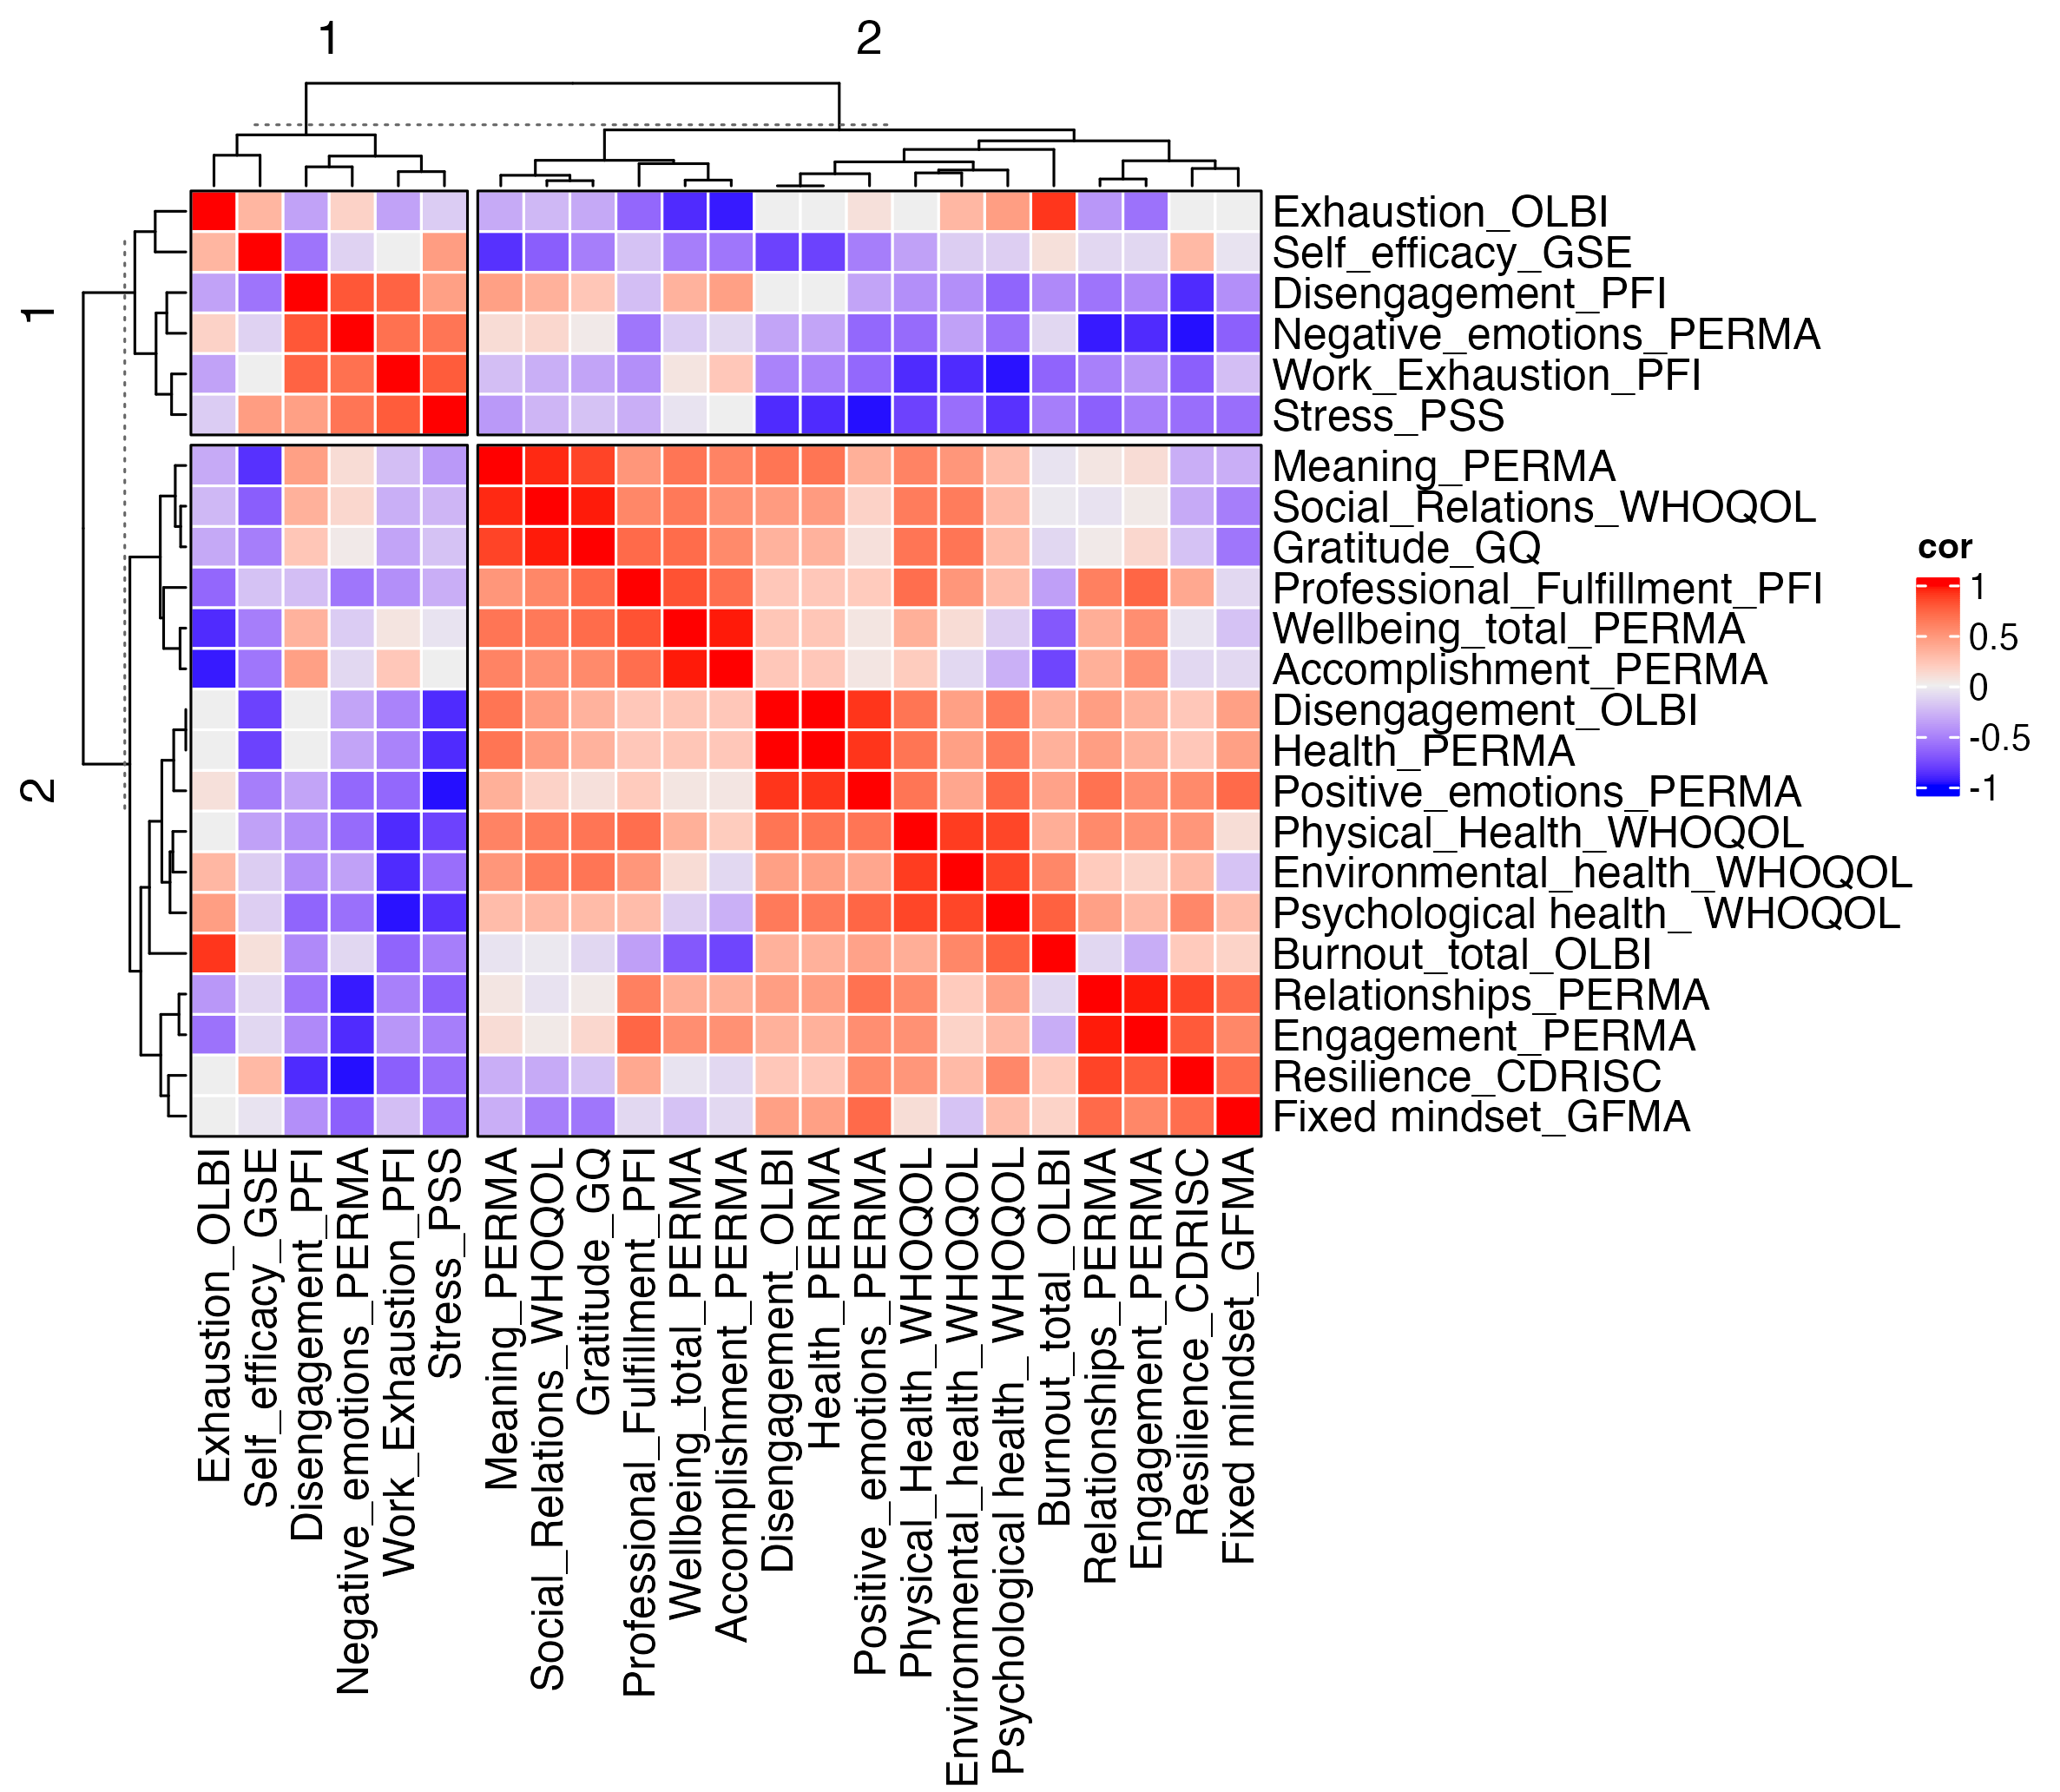 1 2
1
2
Exhaustion_OLBI
Self_efficacy_GSE
Disengagement_PFI
Negative_emotions_PERMA
Work_Exhaustion_PFI
Stress_PSS
Meaning_PERMA
Social_Relations_WHOQOL
Gratitude_GQ
Professional_Fulfillment_PFI
Wellbeing_total_PERMA
Accomplishment_PERMA
Disengagement_OLBI
Health_PERMA
Positive_emotions_PERMA
Physical_Health_WHOQOL
Environmental_health_WHOQOL
Psychological health_ WHOQOL
Burnout_total_OLBI
Relationships_PERMA
Engagement_PERMA
Resilience_CDRISC
Fixed mindset_GFMA
cor
1
0.5
0
-0.5
-1
Exhaustion_OLBI
Self_efficacy_GSE
Disengagement_PFI
Negative_emotions_PERMA
Work_Exhaustion_PFI
Stress_PSS
Meaning_PERMA
Social_Relations_WHOQOL
Gratitude_GQ
Professional_Fulfillment_PFI
Wellbeing_total_PERMA
Accomplishment_PERMA
Disengagement_OLBI
Health_PERMA
Positive_emotions_PERMA
Physical_Health_WHOQOL
Environmental_health_WHOQOL
Psychological health_ WHOQOL
Burnout_total_OLBI
Relationships_PERMA
Engagement_PERMA
Resilience_CDRISC
Fixed mindset_GFMA